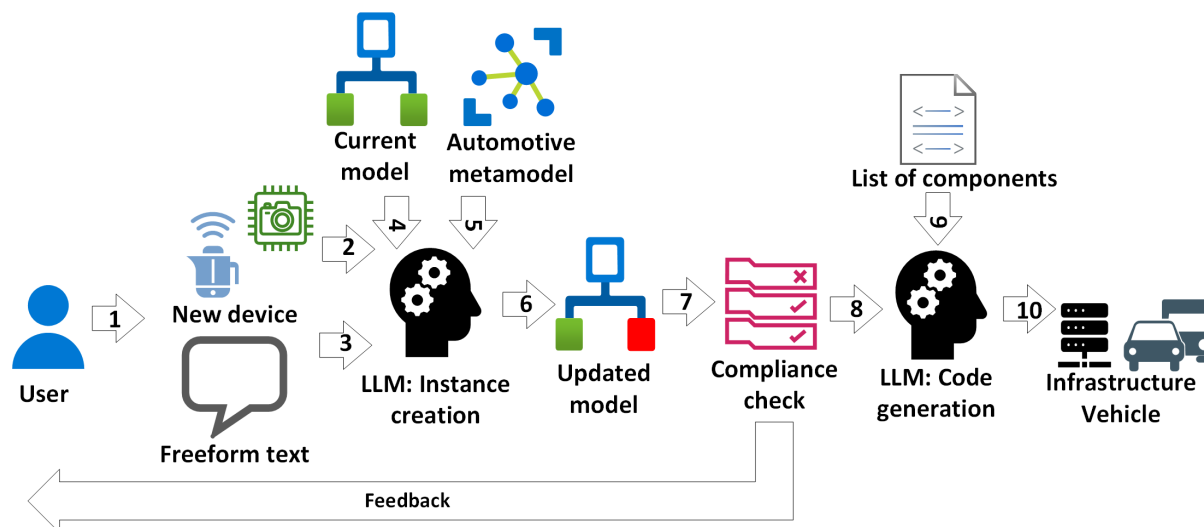 Current
model
Automotive
metamodel
List of components
4
5
9
2
1
New device
3
6
7
8
10
User
Freeform text
LLM: Instance
creation
Updated
model
Compliance
check
LLM: Code
generation
Infrastructure
Vehicle
Feedback